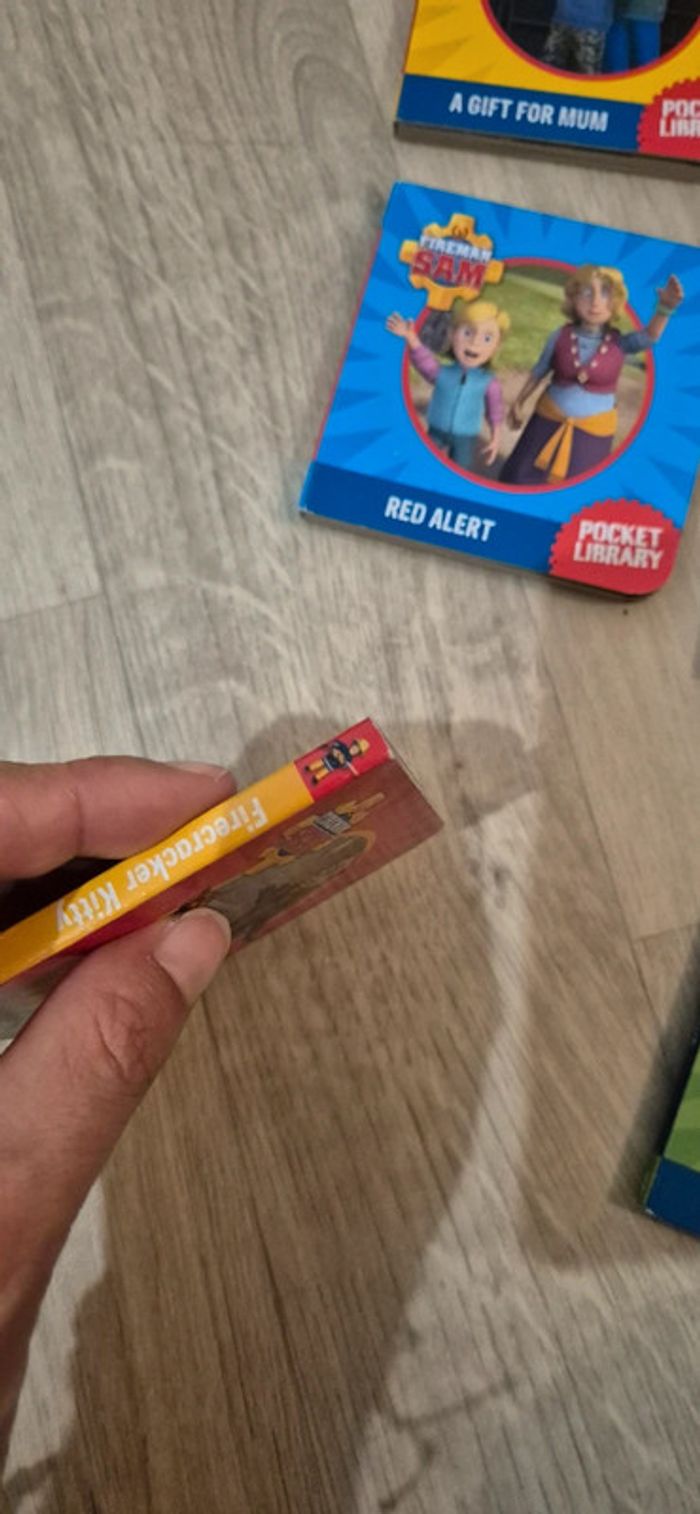 A GIFT FOR MUM
FIREMAN
SAM
RED ALERT
POCKET
LIBRARY
Firecracker Kitty